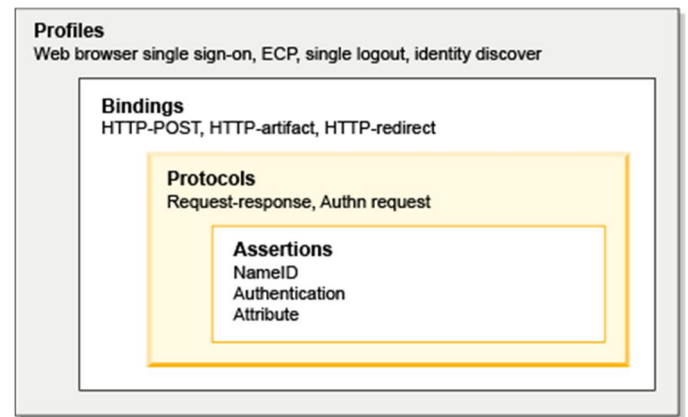 Profiles
Web browser single sign-on, ECP, single logout, identity discover
Bindings
HTTP-POST, HTTP-artifact, HTTP-redirect
Protocols
Request-response, Authn request
Assertions
NameID
Authentication
Attribute